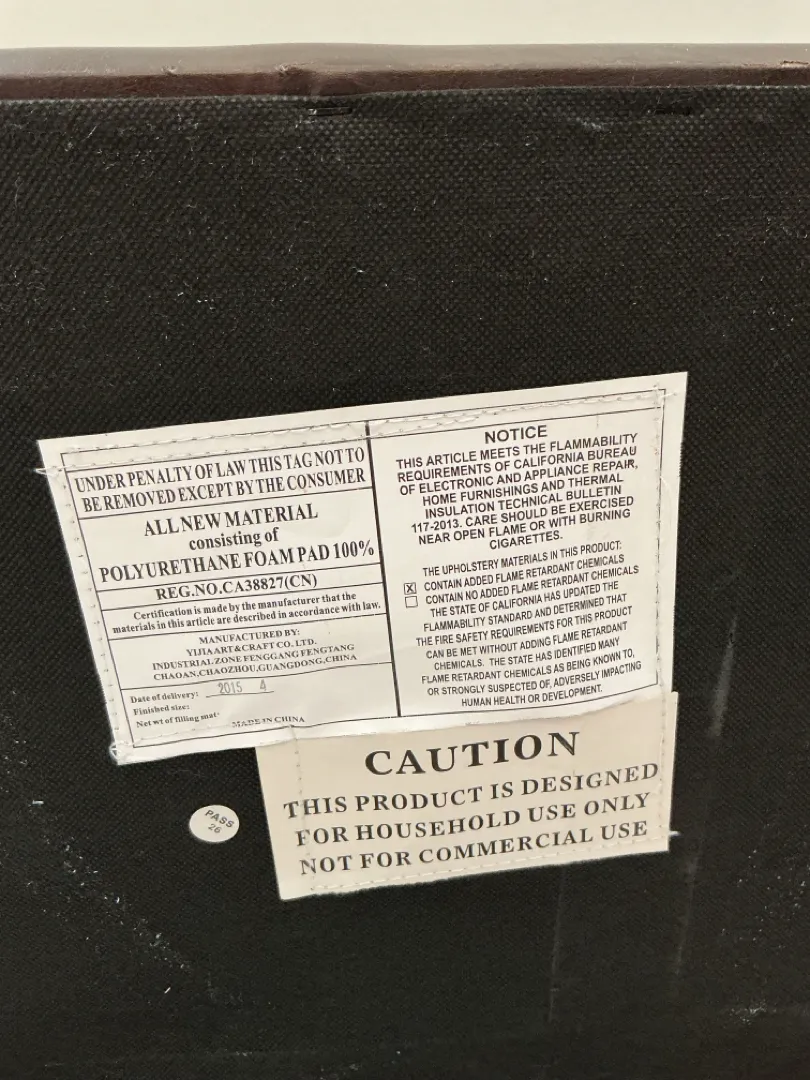 UNDER PENALTY OF LAW THIS TAG NOT TO
BE REMOVED EXCEPT BY THE CONSUMER
ALL NEW MATERIAL
consisting of
POLYURETHANE FOAM PAD 100%
REG.NO.CA38827(CN)
Certification is made by the manufacturer that the
materials in this article are described in accordance with law.
MANUFACTURED BY:
YIJIA ART & CRAFT CO. LTD.
INDUSTRIAL ZONE FENGGANG FENGTANG
CHAOAN,CHAOZHOU,GUANGDONG,CHINA
Date of delivery: 2015 4
Finished size:
Net wt of filling mat
MADE IN CHINA
NOTICE
THIS ARTICLE MEETS THE FLAMMABILITY
REQUIREMENTS OF CALIFORNIA BUREAU
OF ELECTRONIC AND APPLIANCE REPAIR,
HOME FURNISHINGS AND THERMAL
INSULATION TECHNICAL BULLETIN
117-2013. CARE SHOULD BE EXERCISED
NEAR OPEN FLAME OR WITH BURNING
CIGARETTES.
THE UPHOLSTERY MATERIALS IN THIS PRODUCT:
☒ CONTAIN ADDED FLAME RETARDANT CHEMICALS
☐ CONTAIN NO ADDED FLAME RETARDANT CHEMICALS
THE STATE OF CALIFORNIA HAS UPDATED THE
FLAMMABILITY STANDARD AND DETERMINED THAT
THE FIRE SAFETY REQUIREMENTS FOR THIS PRODUCT
CAN BE MET WITHOUT ADDING FLAME RETARDANT
CHEMICALS. THE STATE HAS IDENTIFIED MANY
FLAME RETARDANT CHEMICALS AS BEING KNOWN TO,
OR STRONGLY SUSPECTED OF, ADVERSELY IMPACTING
HUMAN HEALTH OR DEVELOPMENT.
CAUTION
THIS PRODUCT IS DESIGNED
FOR HOUSEHOLD USE ONLY
NOT FOR COMMERCIAL USE
PASS
26